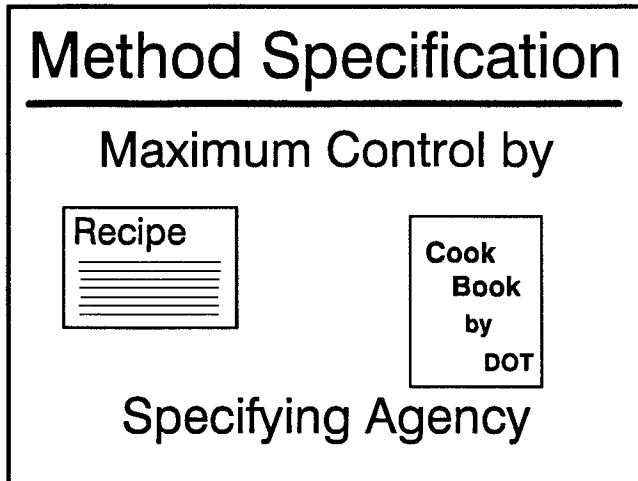 Method Specification
Maximum Control by
Recipe
Cook
Book
by
DOT
Specifying Agency